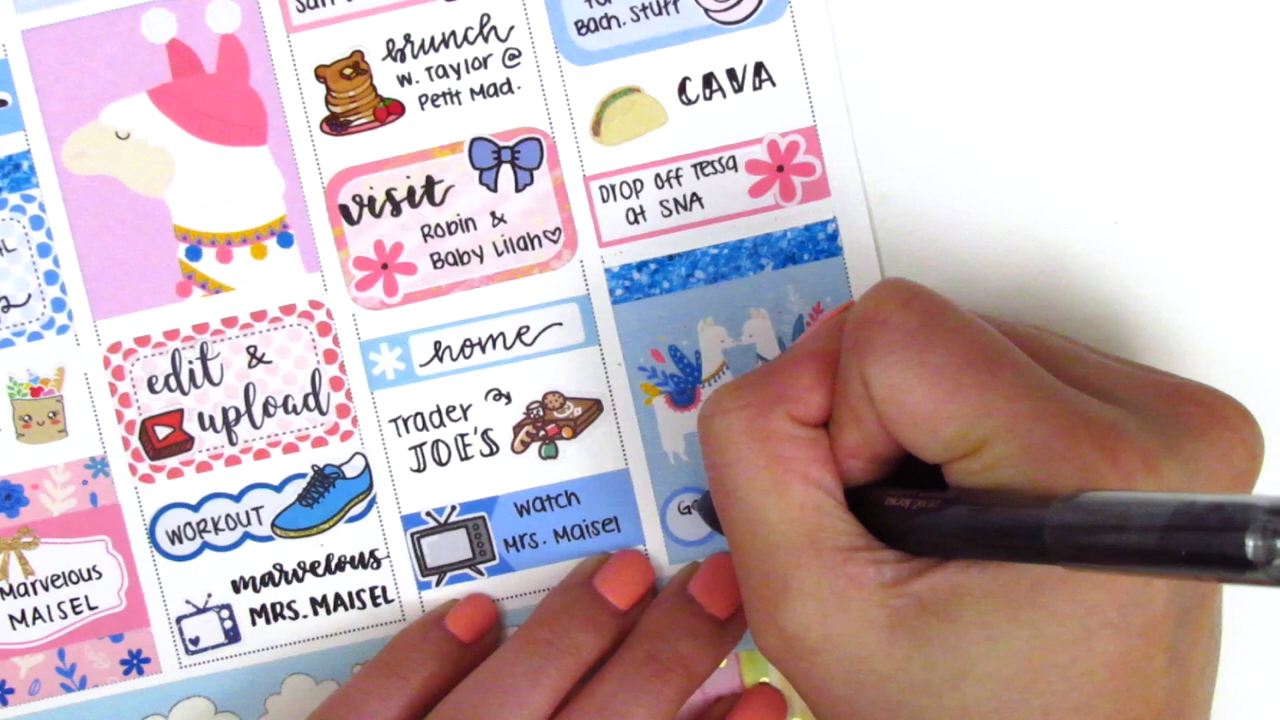 Bach. Stuff
brunch
w. Taylor @
Petit Mad.
CAVA
visit
Robin &
Baby Lilah♡
Drop off Tessa
at SNA
edit &
upload
home
Trader
JOE'S
WORKOUT
watch
Mrs. Maisel
marvelous
MRS. MAISEL
Marvelous
MAISEL